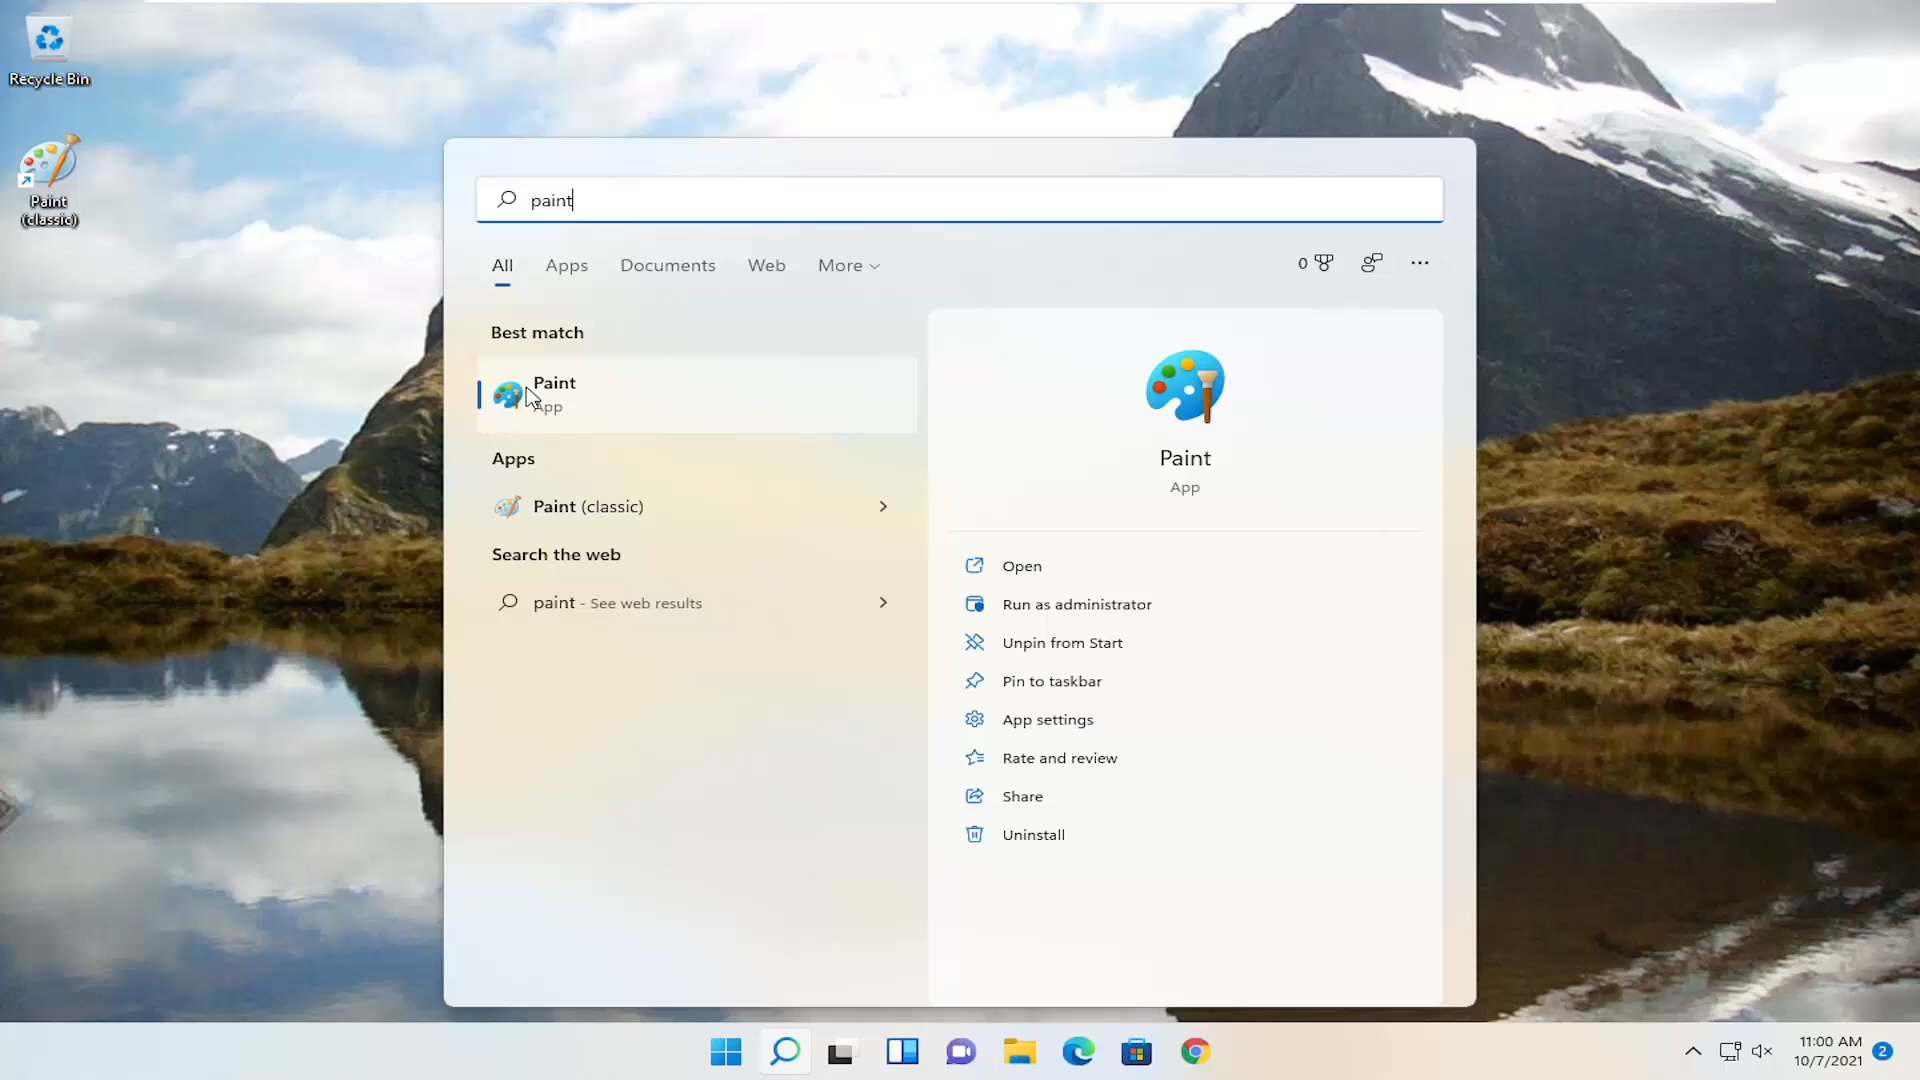 Recycle Bin
Paint
(classic)
paint
All Apps Documents Web More
0
Best match
Paint
App
Apps
Paint (classic)
Search the web
paint - See web results
Paint
App
Open
Run as administrator
Unpin from Start
Pin to taskbar
App settings
Rate and review
Share
Uninstall
11:00 AM
10/7/2021
2